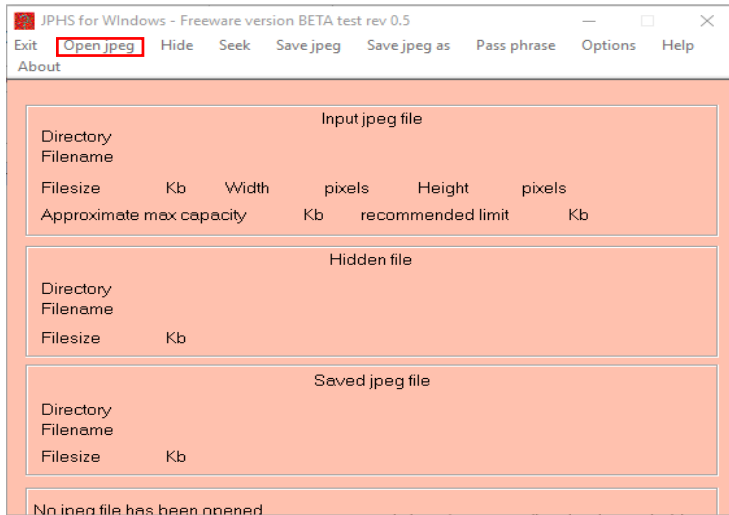 JPHS for WIndows - Freeware version BETA test rev 0.5
Exit Open jpeg Hide Seek Save jpeg Save jpeg as Pass phrase Options Help
About
Input jpeg file
Directory
Filename
Filesize Kb Width pixels Height pixels
Approximate max capacity Kb recommended limit Kb
Hidden file
Directory
Filename
Filesize Kb
Saved jpeg file
Directory
Filename
Filesize Kb
No jpeg file has been opened